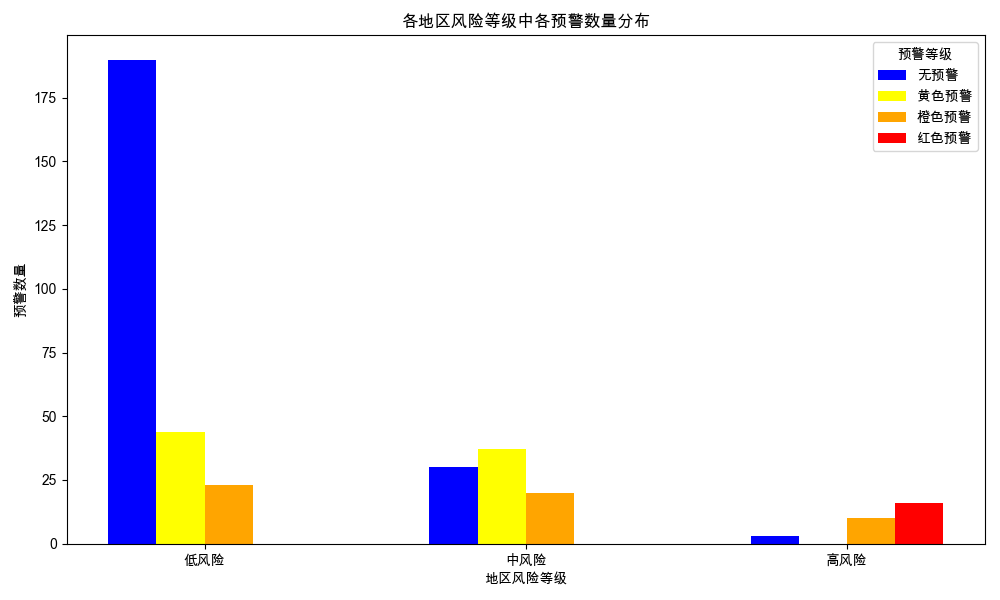 各地区风险等级中各预警数量分布
预警等级
无预警
黄色预警
橙色预警
红色预警
175
150
125
100
75
50
25
0
预警数量
低风险
中风险
高风险
地区风险等级